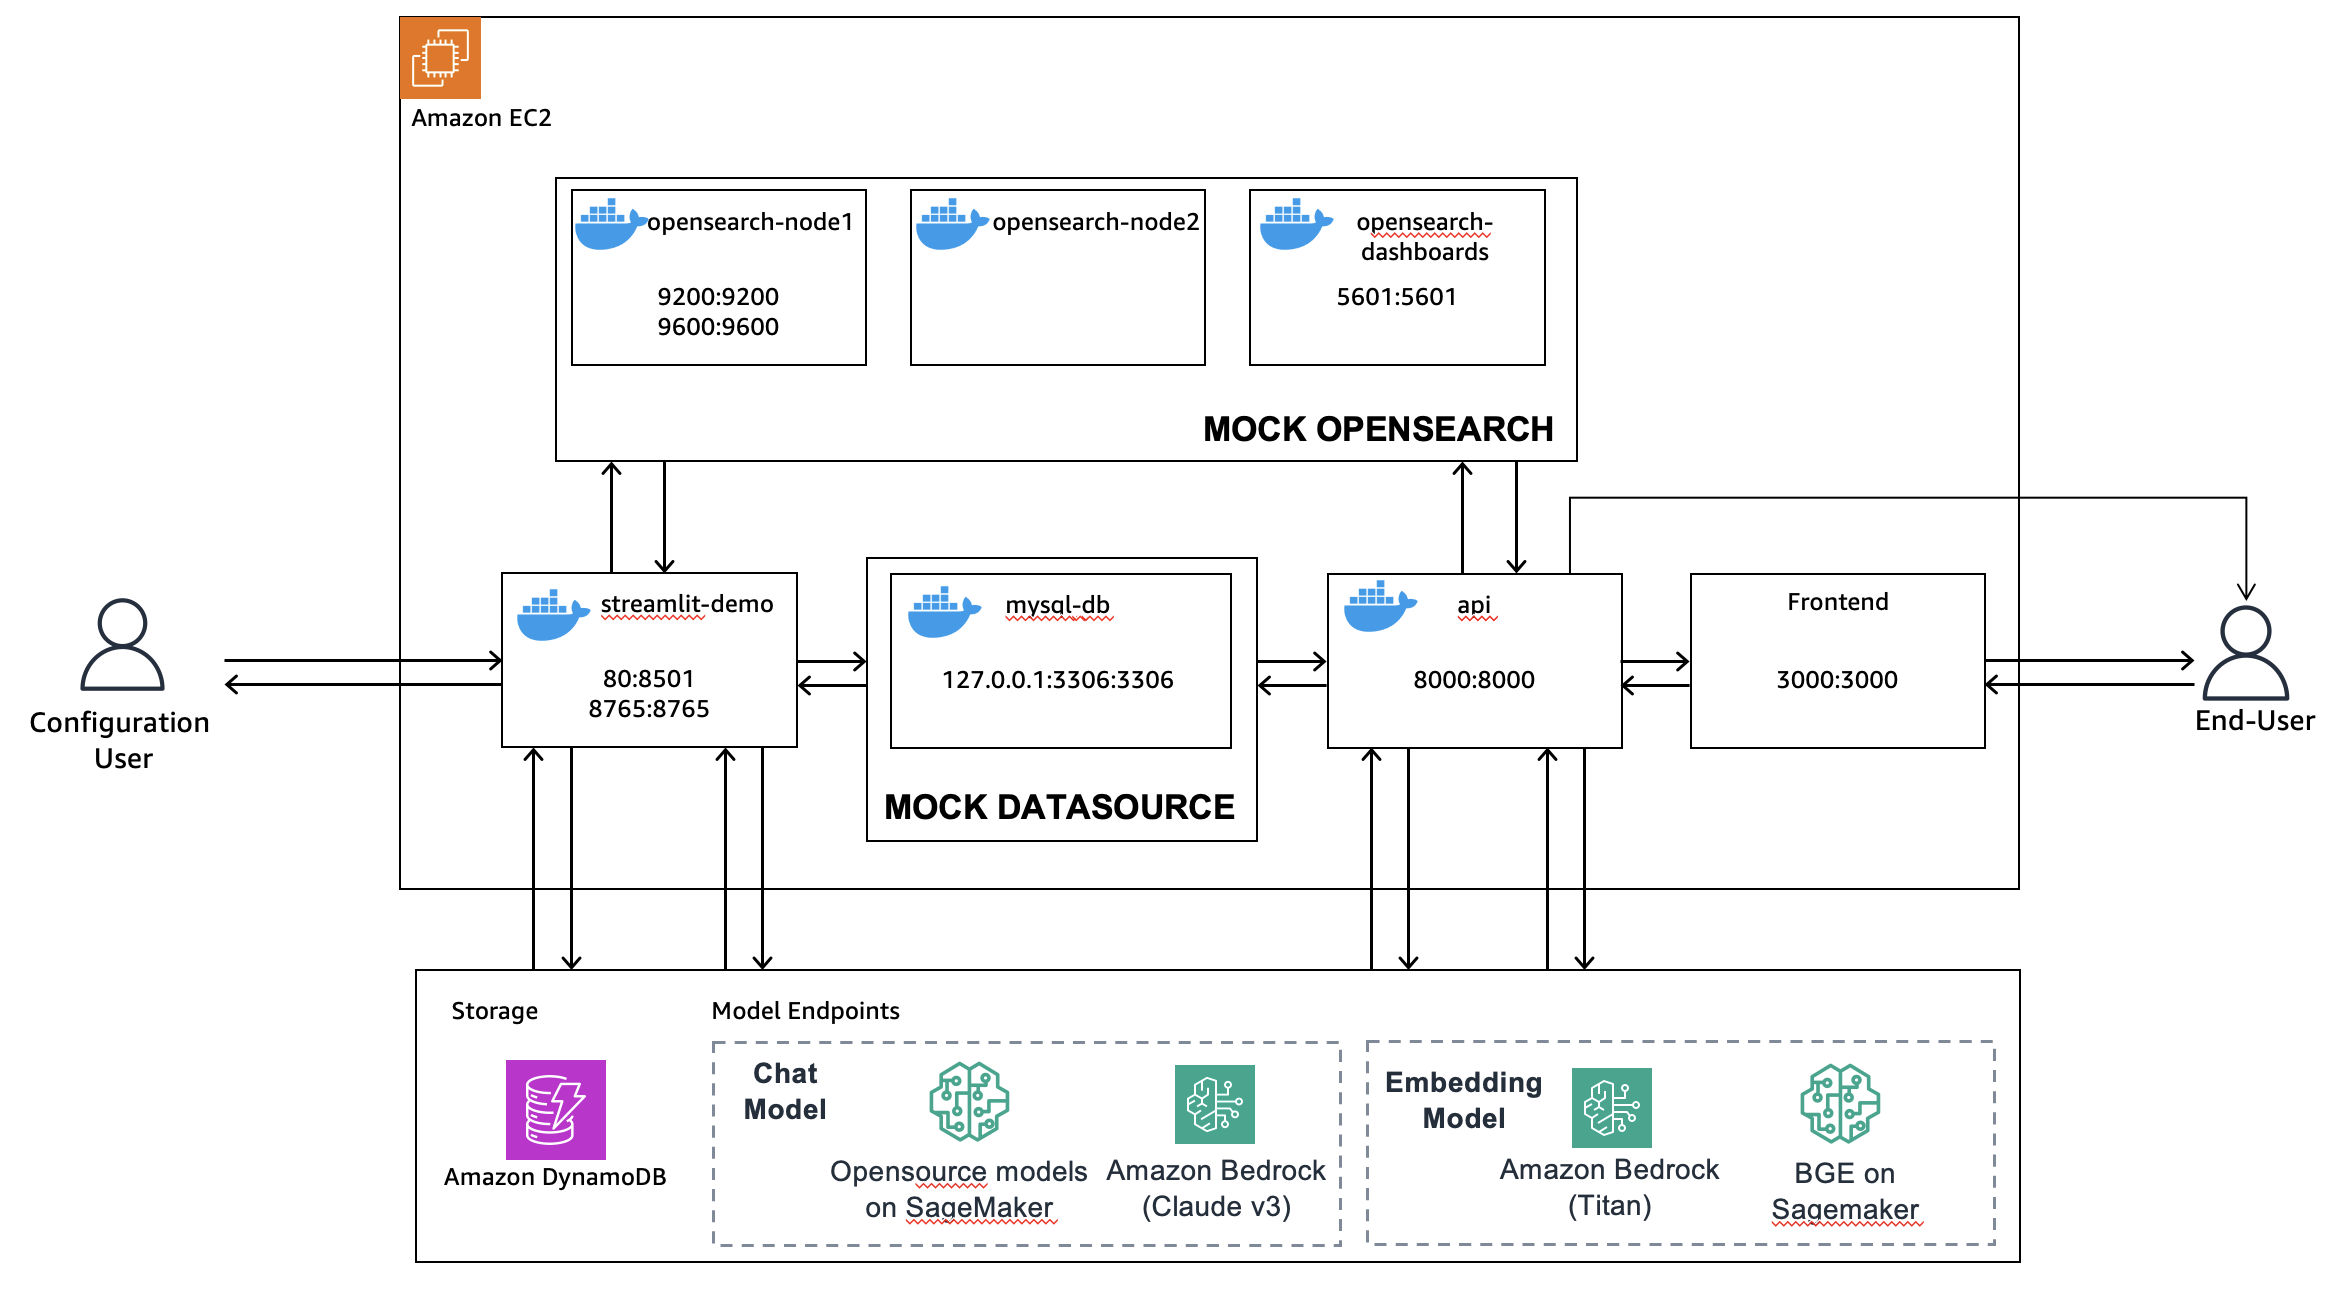 Amazon EC2
opensearch-node1
9200:9200
9600:9600
opensearch-node2
opensearch-
dashboards
5601:5601
MOCK OPENSEARCH
Configuration
User
streamlit-demo
80:8501
8765:8765
mysql-db
127.0.0.1:3306:3306
MOCK DATASOURCE
api
8000:8000
Frontend
3000:3000
End-User
Storage
Amazon DynamoDB
Model Endpoints
Chat
Model
Opensource models
on SageMaker
Amazon Bedrock
(Claude v3)
Embedding
Model
Amazon Bedrock
(Titan)
BGE on
Sagemaker